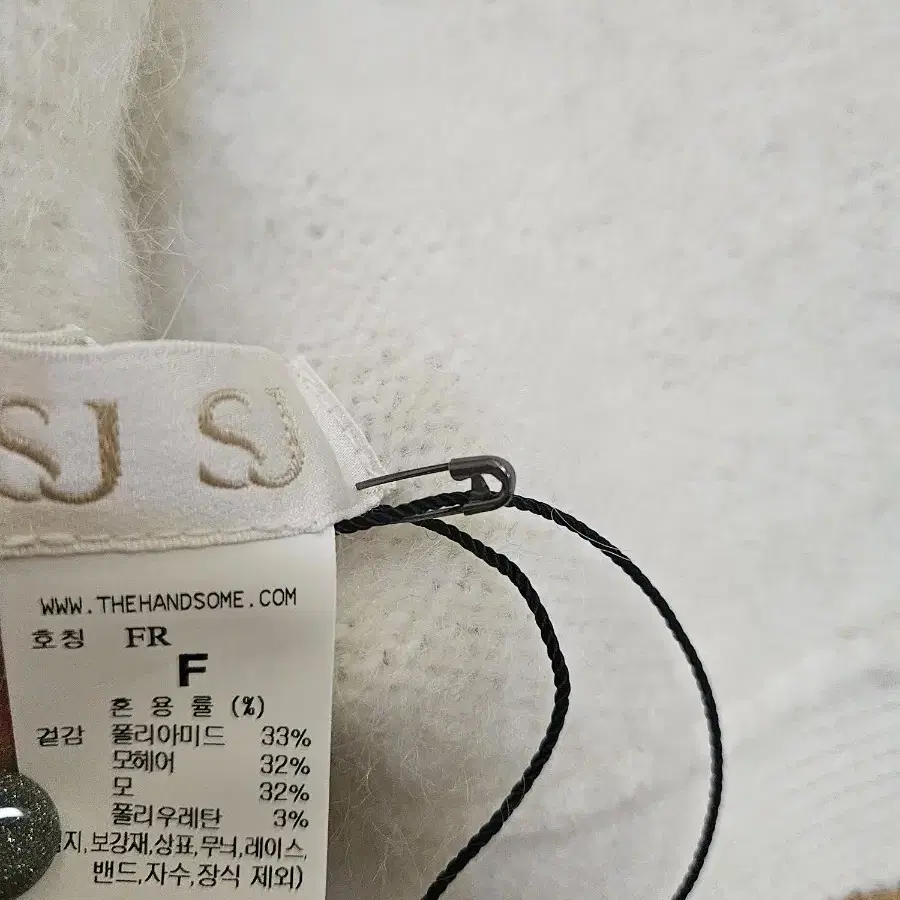 SJ SJ
WWW.THEHANDSOME.COM
호칭 FR
F
혼 용 률 (%)
겉감 폴리아미드 33%
모헤어 32%
모 32%
폴리우레탄 3%
보강재,상표,무늬,레이스,
밴드,자수,장식 제외)